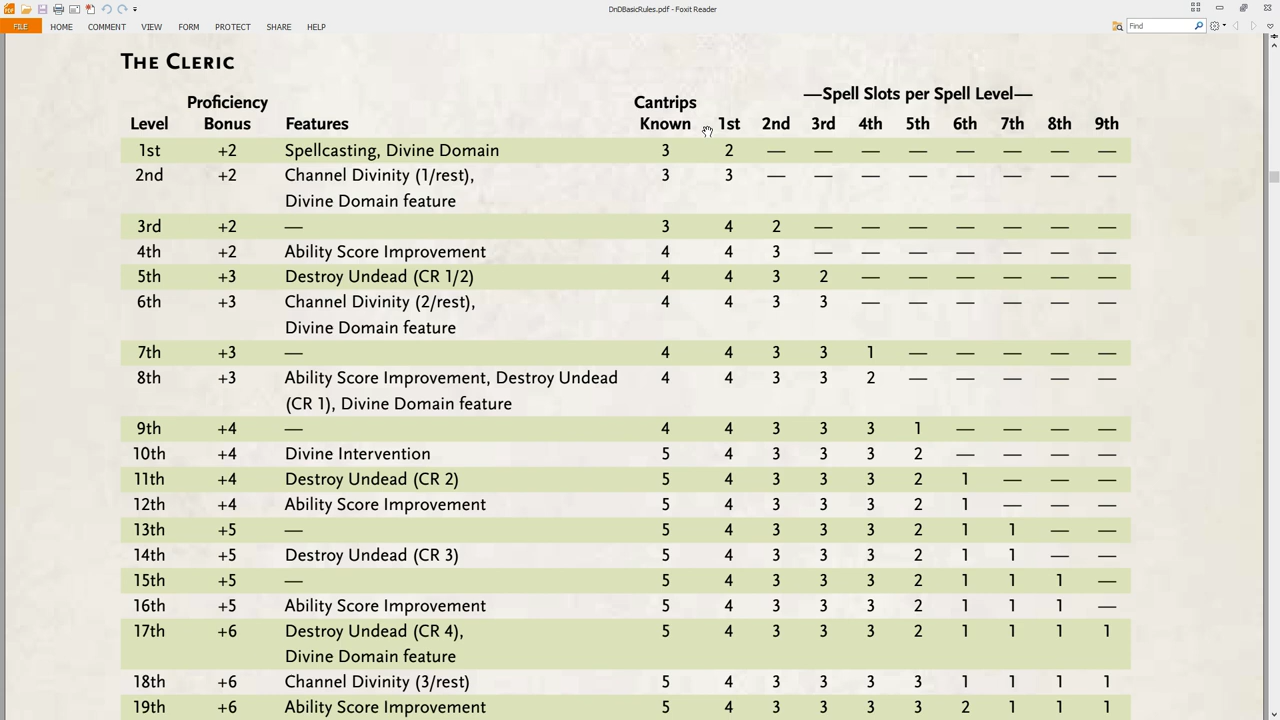 DnDBasicRules.pdf - Foxit Reader
FILE HOME COMMENT VIEW FORM PROTECT SHARE HELP Find
THE CLERIC
—Spell Slots per Spell Level—
Proficiency Cantrips
Level Bonus Features Known 1st 2nd 3rd 4th 5th 6th 7th 8th 9th
1st +2 Spellcasting, Divine Domain 3 2 — — — — — — — —
2nd +2 Channel Divinity (1/rest), 3 3 — — — — — — — —
Divine Domain feature
3rd +2 — 3 4 2 — — — — — — —
4th +2 Ability Score Improvement 4 4 3 — — — — — — —
5th +3 Destroy Undead (CR 1/2) 4 4 3 2 — — — — — —
6th +3 Channel Divinity (2/rest), 4 4 3 3 — — — — — —
Divine Domain feature
7th +3 — 4 4 3 3 1 — — — — —
8th +3 Ability Score Improvement, Destroy Undead 4 4 3 3 2 — — — — —
(CR 1), Divine Domain feature
9th +4 — 4 4 3 3 3 1 — — — —
10th +4 Divine Intervention 5 4 3 3 3 2 — — — —
11th +4 Destroy Undead (CR 2) 5 4 3 3 3 2 1 — — —
12th +4 Ability Score Improvement 5 4 3 3 3 2 1 — — —
13th +5 — 5 4 3 3 3 2 1 1 — —
14th +5 Destroy Undead (CR 3) 5 4 3 3 3 2 1 1 — —
15th +5 — 5 4 3 3 3 2 1 1 1 —
16th +5 Ability Score Improvement 5 4 3 3 3 2 1 1 1 —
17th +6 Destroy Undead (CR 4), 5 4 3 3 3 2 1 1 1 1
Divine Domain feature
18th +6 Channel Divinity (3/rest) 5 4 3 3 3 3 1 1 1 1
19th +6 Ability Score Improvement 5 4 3 3 3 3 2 1 1 1